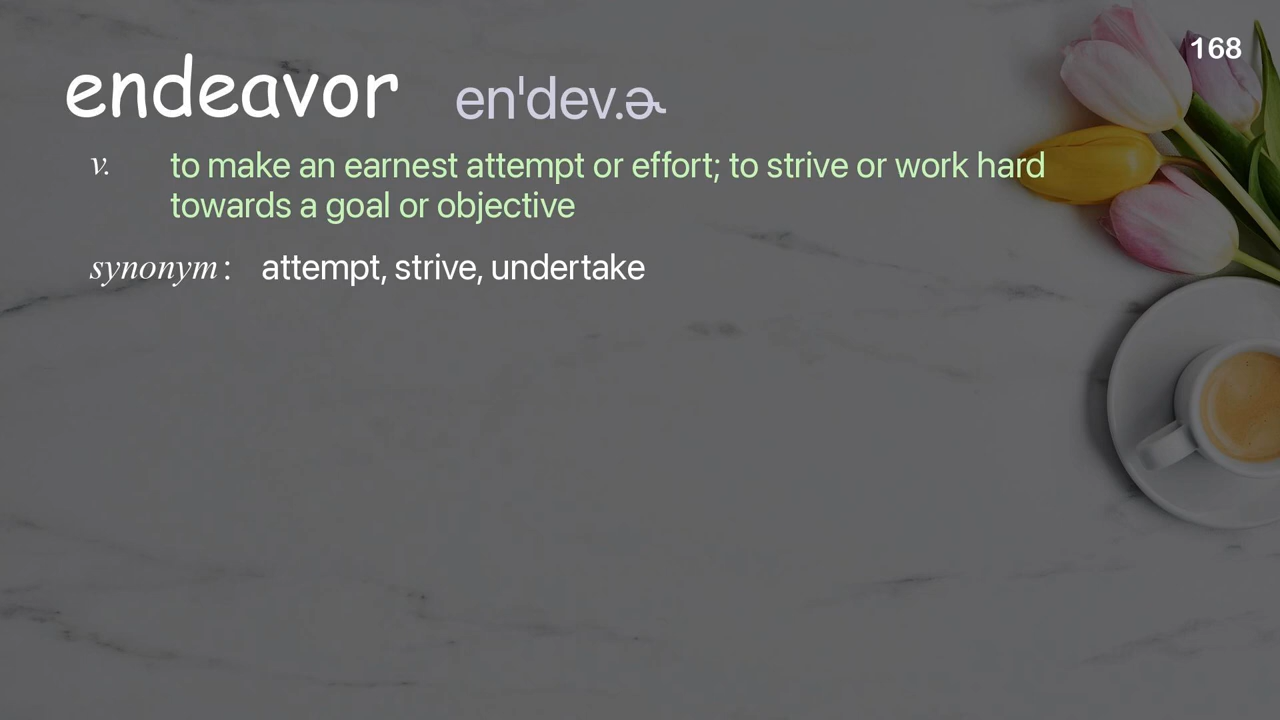 168
endeavor en'dev.ɚ
v. to make an earnest attempt or effort; to strive or work hard
towards a goal or objective
synonym : attempt, strive, undertake